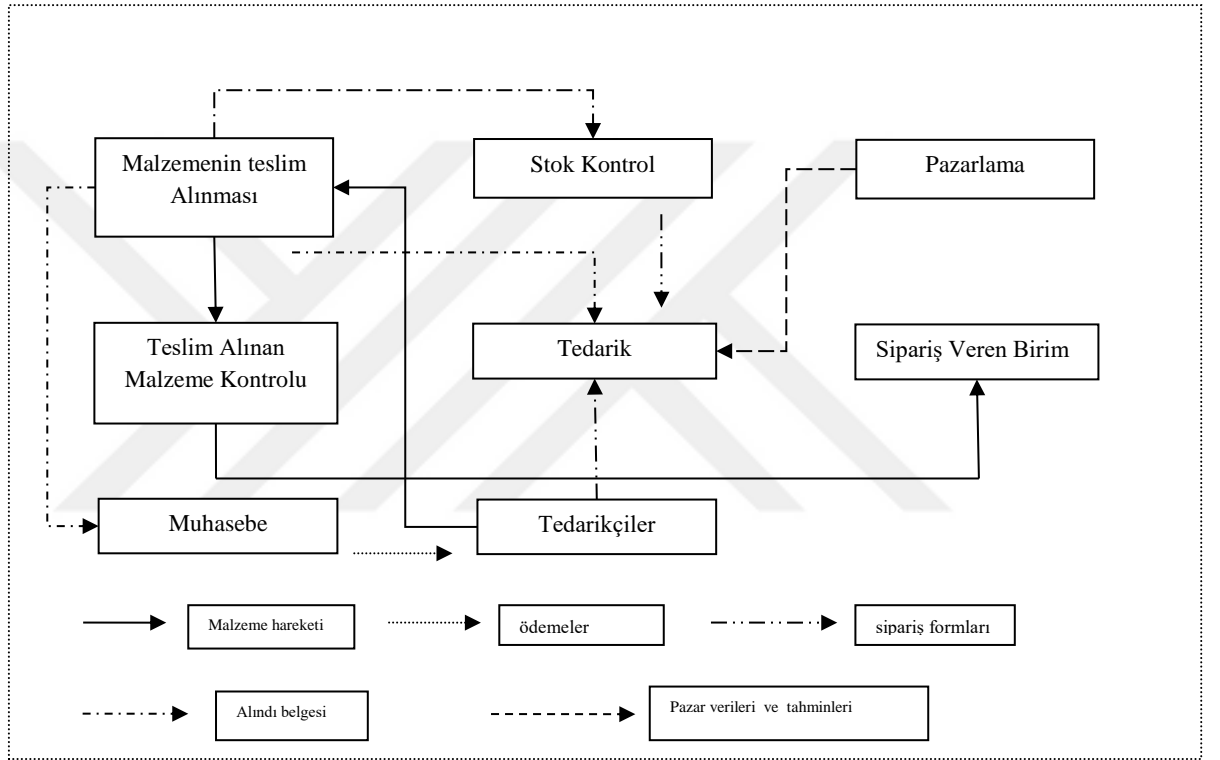 Malzemenin teslim
Alınması
Stok Kontrol
Pazarlama
Teslim Alınan
Malzeme Kontrolu
Tedarik
Sipariş Veren Birim
Muhasebe
Tedarikçiler
Malzeme hareketi
ödemeler
sipariş formları
Alındı belgesi
Pazar verileri ve tahminleri